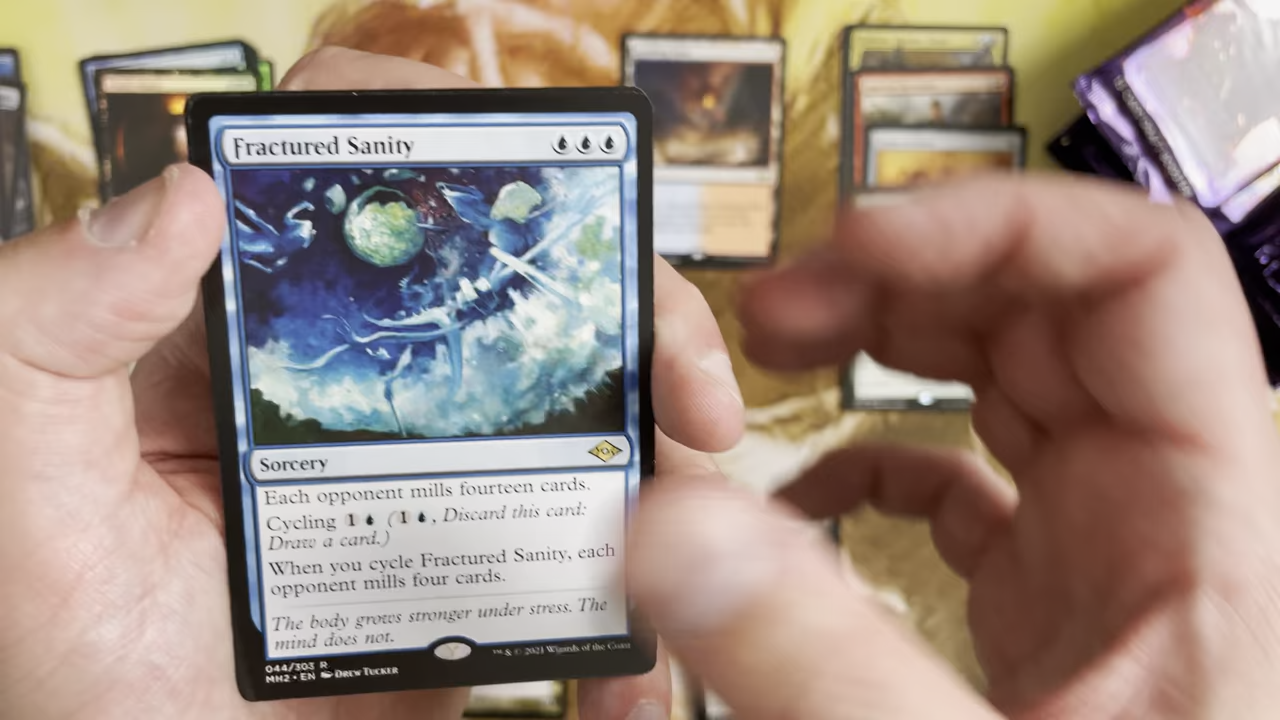 Fractured Sanity
Sorcery
Each opponent mills fourteen cards.
Cycling 1 (1 , Discard this card:
Draw a card.)
When you cycle Fractured Sanity, each
opponent mills four cards.
The body grows stronger under stress. The
mind does not.
044/303 R
MH2 • EN DREW TUCKER
™ & © 2021 Wizards of the Coast